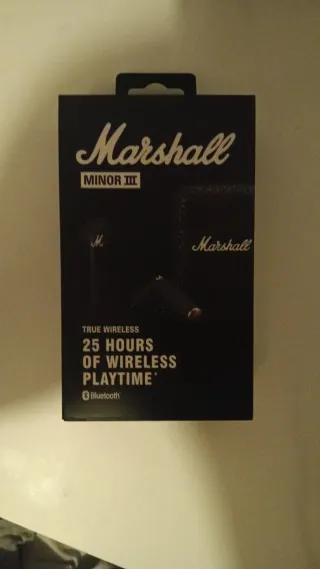 Marshall
MINOR III
M
Marshall
TRUE WIRELESS
25 HOURS
OF WIRELESS
PLAYTIME*
Bluetooth